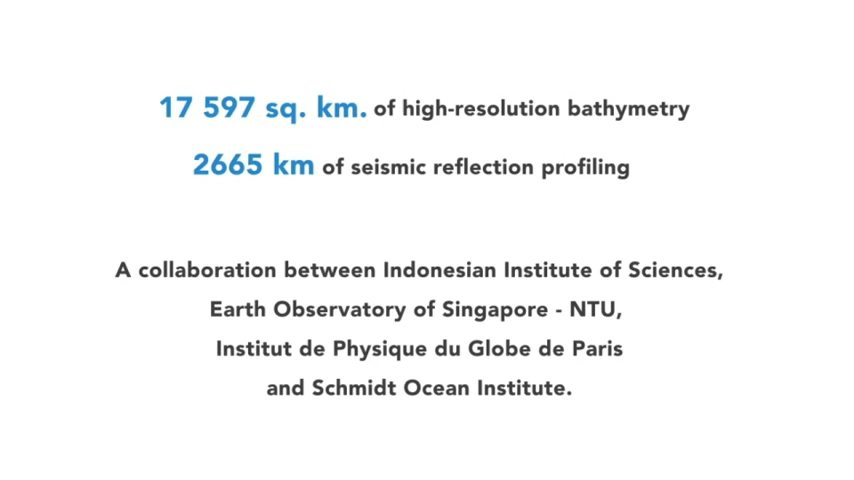 17 597 sq. km. of high-resolution bathymetry
2665 km of seismic reflection profiling
A collaboration between Indonesian Institute of Sciences,
Earth Observatory of Singapore - NTU,
Institut de Physique du Globe de Paris
and Schmidt Ocean Institute.